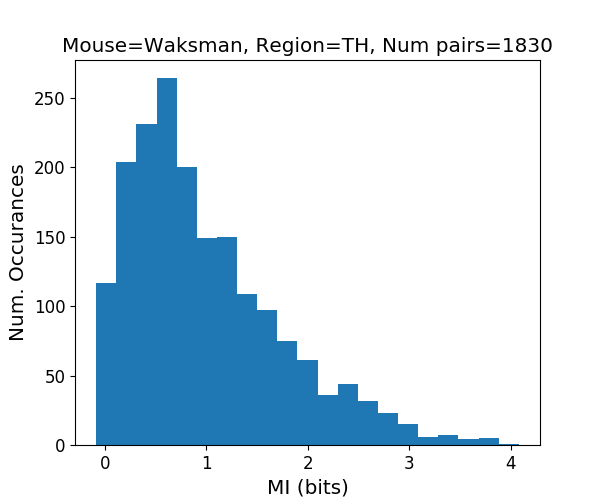 Mouse=Waksman, Region=TH, Num pairs=1830
Num. Occurances
250
200
150
100
50
0
0 1 2 3 4
MI (bits)